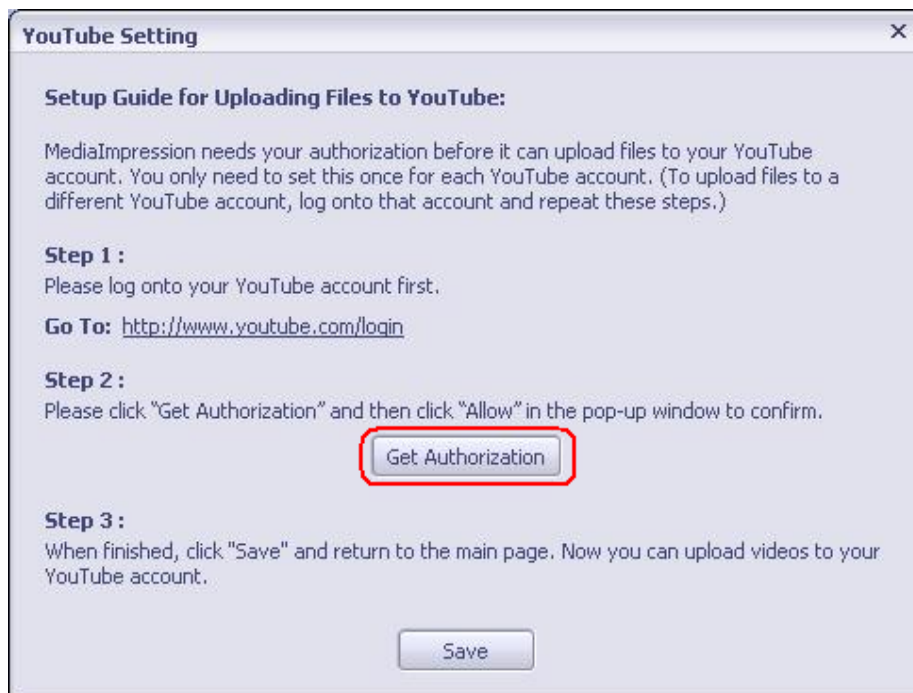 YouTube Setting
Setup Guide for Uploading Files to YouTube:
MediaImpression needs your authorization before it can upload files to your YouTube
account. You only need to set this once for each YouTube account. (To upload files to a
different YouTube account, log onto that account and repeat these steps.)
Step 1 :
Please log onto your YouTube account first.
Go To: http://www.youtube.com/login
Step 2 :
Please click "Get Authorization" and then click "Allow" in the pop-up window to confirm.
Get Authorization
Step 3 :
When finished, click "Save" and return to the main page. Now you can upload videos to your
YouTube account.
Save